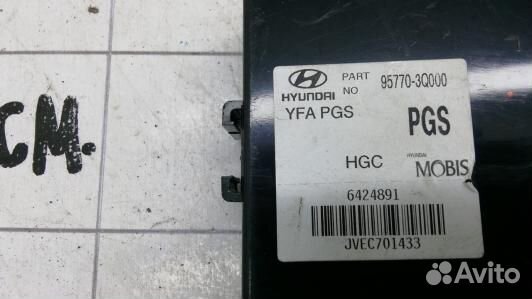 CM.
HYUNDAI
PART NO 95770-3Q000
YFA PGS
PGS
HGC
HYUNDAI MOBIS
6424891
JVEC701433
Avito